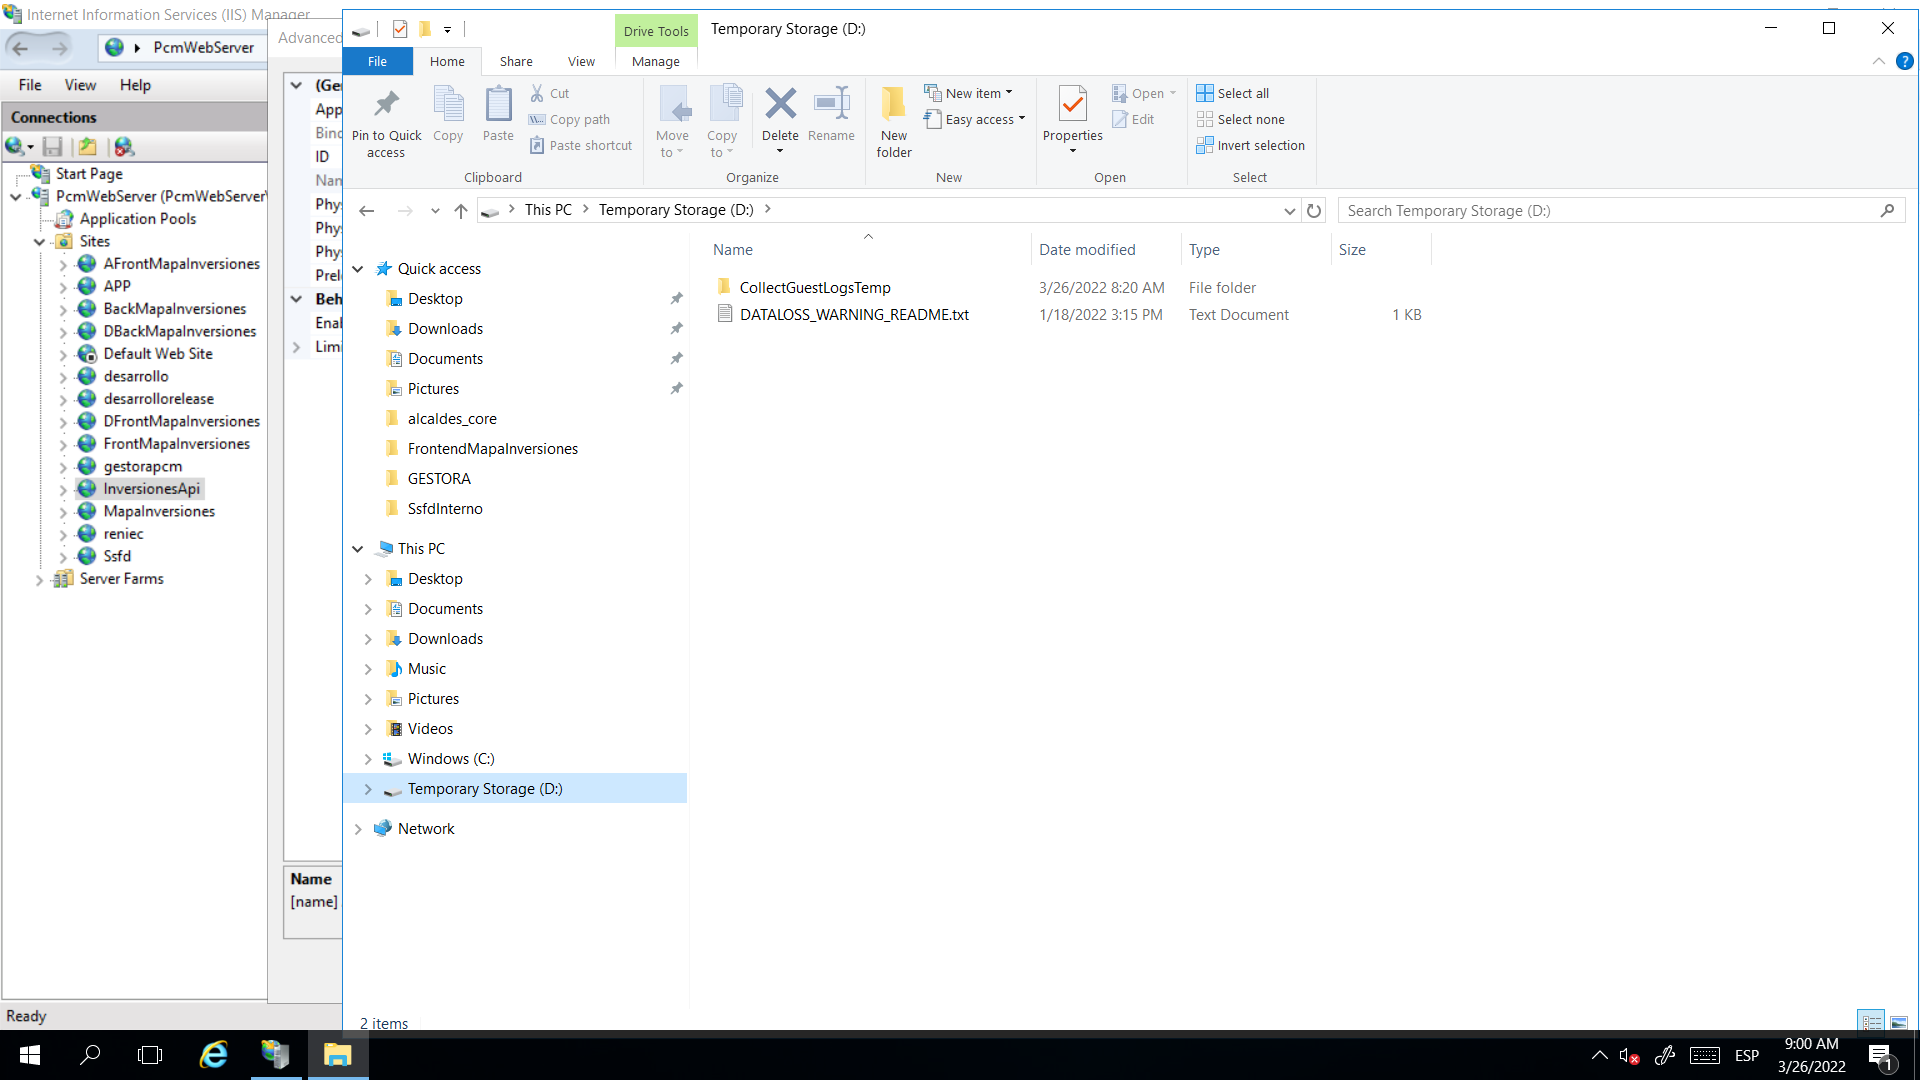 Internet Information Services (IIS) Manager
PcmWebServer
File View Help
Connections
Start Page
PcmWebServer (PcmWebServer\
Application Pools
Sites
AFrontMapaInversiones
APP
BackMapaInversiones
DBackMapaInversiones
Default Web Site
desarrollo
desarrollorelease
DFrontMapaInversiones
FrontMapaInversiones
gestorapcm
InversionesApi
MapaInversiones
reniec
Ssfd
Server Farms
Ready
Advanced
(Ge
App
Bind
ID
Nam
Phys
Phys
Phys
Prel
Beh
Enab
Limi
Name
[name]
Drive Tools
Temporary Storage (D:)
File Home Share View Manage
Pin to Quick access
Copy
Paste
Cut
Copy path
Paste shortcut
Clipboard
Move to
Copy to
Delete
Rename
Organize
New folder
New item
Easy access
New
Properties
Open
Edit
Open
Select all
Select none
Invert selection
Select
This PC Temporary Storage (D:)
Search Temporary Storage (D:)
Quick access
Desktop
Downloads
Documents
Pictures
alcaldes_core
FrontendMapaInversiones
GESTORA
SsfdInterno
This PC
Desktop
Documents
Downloads
Music
Pictures
Videos
Windows (C:)
Temporary Storage (D:)
Network
Name Date modified Type Size
CollectGuestLogsTemp 3/26/2022 8:20 AM File folder
DATALOSS_WARNING_README.txt 1/18/2022 3:15 PM Text Document 1 KB
2 items
ESP
9:00 AM
3/26/2022
1